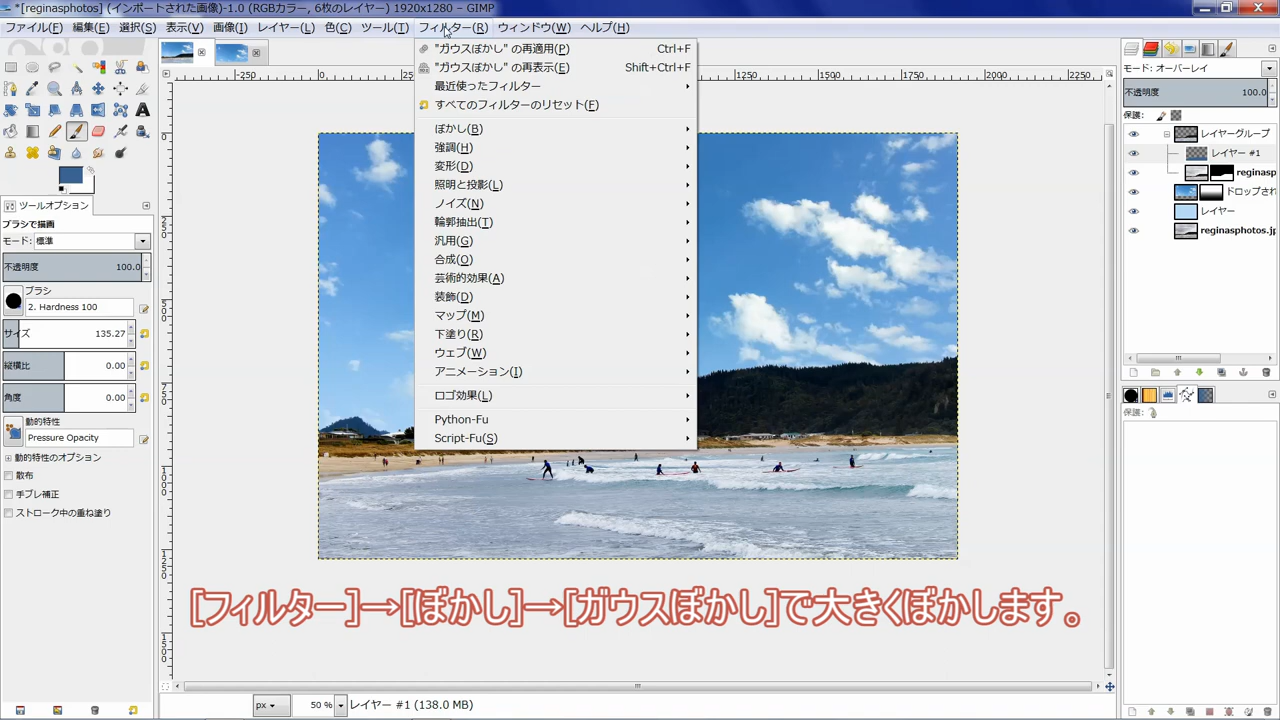 *[reginasphotos] (インポートされた画像)-1.0 (RGBカラー, 6枚のレイヤー) 1920x1280 – GIMP
ファイル(F) 編集(E) 選択(S) 表示(V) 画像(I) レイヤー(L) 色(C) ツール(T) フィルター(R) ウィンドウ(W) ヘルプ(H)
"ガウスぼかし" の再適用(P) Ctrl+F
"ガウスぼかし" の再表示(E) Shift+Ctrl+F
最近使ったフィルター
すべてのフィルターのリセット(F)
ぼかし(B)
強調(H)
変形(D)
照明と投影(L)
ノイズ(N)
輪郭抽出(T)
汎用(G)
合成(O)
芸術的効果(A)
装飾(D)
マップ(M)
下塗り(R)
ウェブ(W)
アニメーション(I)
ロゴ効果(L)
Python-Fu
Script-Fu(S)
-250 0 1250 1500 1750 2000 2250
0
250
500
750
1000
1250
1500
ツールオプション
ブラシで描画
モード: 標準
不透明度 100.0
ブラシ
2. Hardness 100
サイズ 135.27
縦横比 0.00
角度 0.00
動的特性
Pressure Opacity
動的特性のオプション
散布
手ブレ補正
ストローク中の重ね塗り
モード: オーバーレイ
不透明度 100.0
保護:
レイヤーグループ
レイヤー #1
reginasp
ドロップされ
レイヤー
reginasphotos.jp
保護:
[フィルター]→[ぼかし]→[ガウスぼかし]で大きくぼかします。
px 50 % レイヤー #1 (138.0 MB)